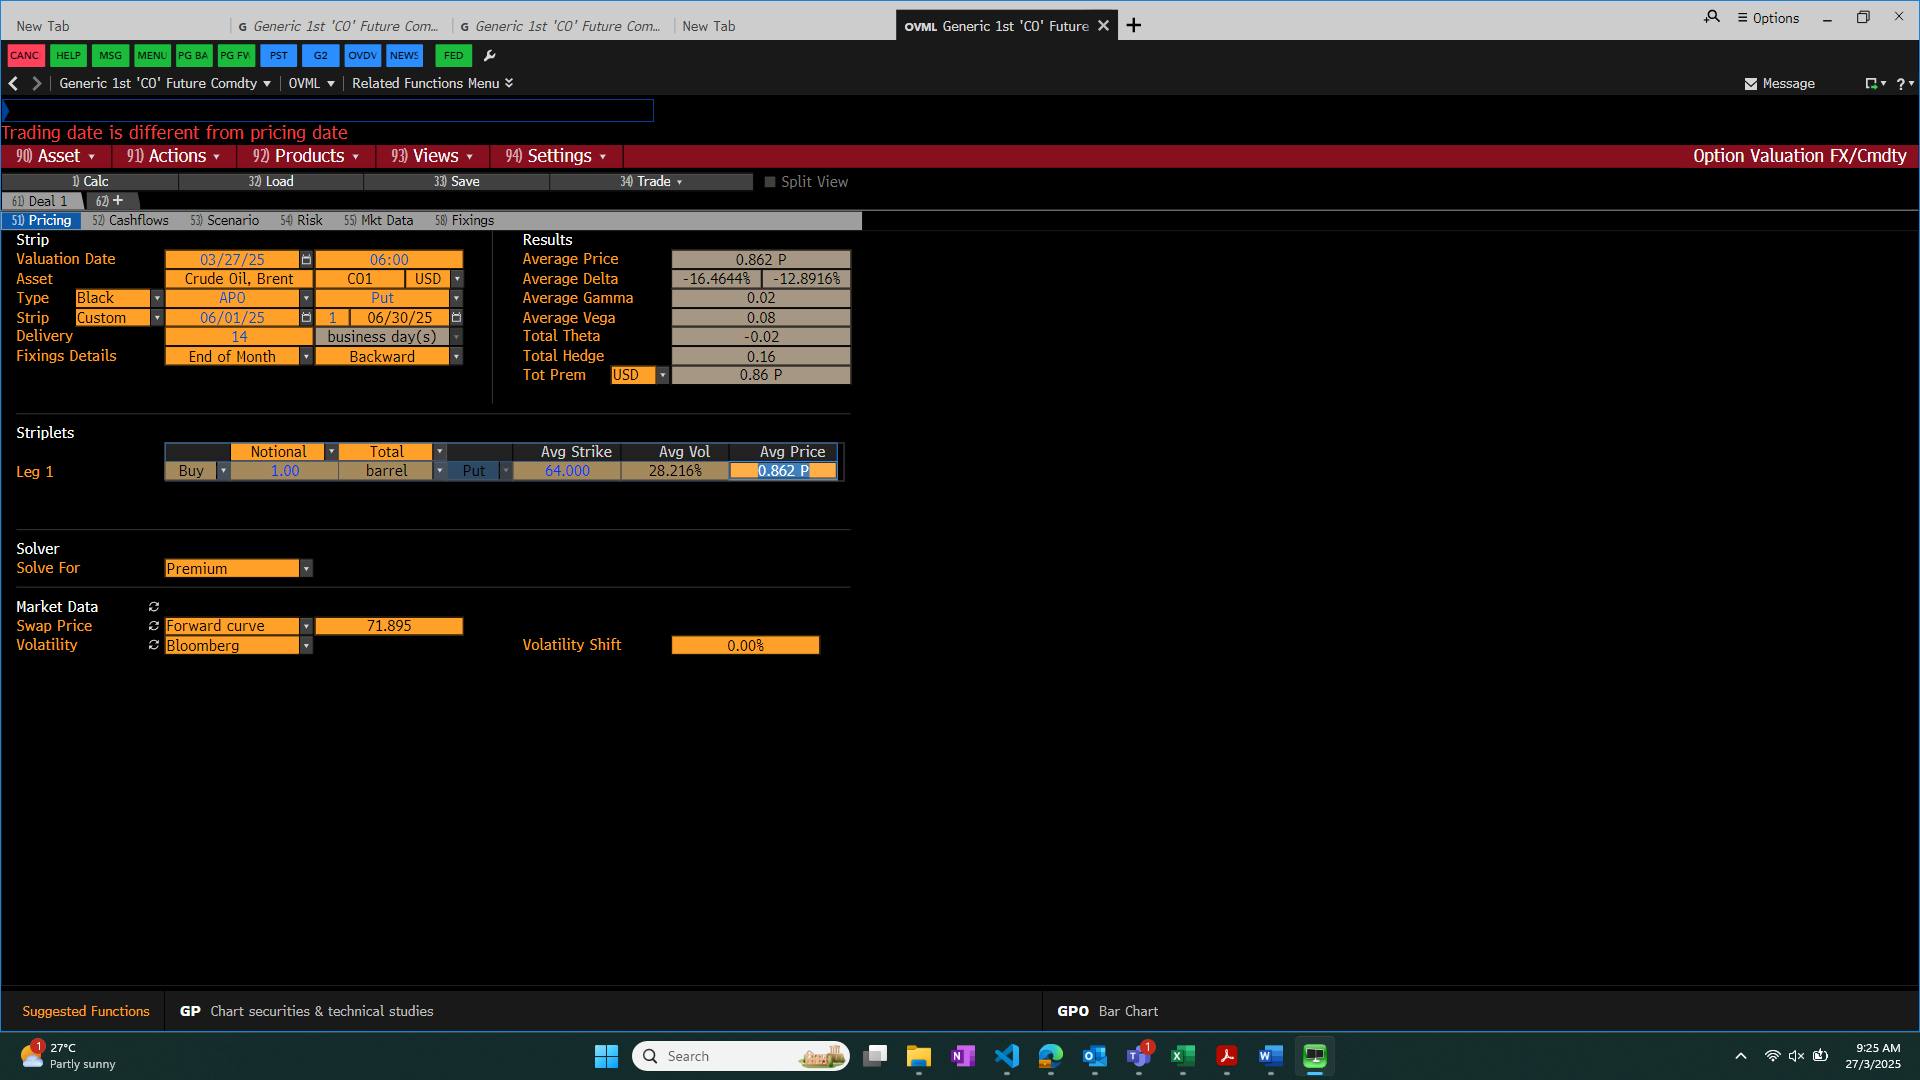 New Tab
G Generic 1st 'CO' Future Com...
G Generic 1st 'CO' Future Com...
New Tab
OVML Generic 1st 'CO' Future
Options
CANC HELP MSG MENU PG BA PG FW PST G2 OVDV NEWS FED
Generic 1st 'CO' Future Comdty OVML Related Functions Menu
Message
?
Trading date is different from pricing date
90) Asset 91) Actions 92) Products 93) Views 94) Settings Option Valuation FX/Cmdty
1) Calc 32) Load 33) Save 34) Trade Split View
61) Deal 1 62) +
51) Pricing 52) Cashflows 53) Scenario 54) Risk 55) Mkt Data 58) Fixings
Strip
Valuation Date 03/27/25 06:00
Asset Crude Oil, Brent CO1 USD
Type Black APO Put
Strip Custom 06/01/25 1 06/30/25
Delivery 14 business day(s)
Fixings Details End of Month Backward
Results
Average Price 0.862 P
Average Delta -16.4644% -12.8916%
Average Gamma 0.02
Average Vega 0.08
Total Theta -0.02
Total Hedge 0.16
Tot Prem USD 0.86 P
Striplets
Notional Total Avg Strike Avg Vol Avg Price
Leg 1 Buy 1.00 barrel Put 64.000 28.216% 0.862 P
Solver
Solve For Premium
Market Data
Swap Price Forward curve 71.895
Volatility Bloomberg Volatility Shift 0.00%
Suggested Functions GP Chart securities & technical studies GPO Bar Chart
1
27°C
Partly sunny
Search
1
9:25 AM
27/3/2025